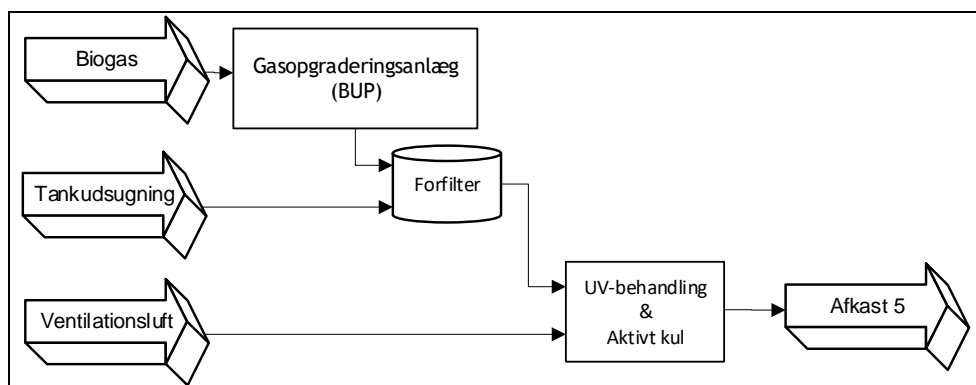 Biogas
Gasopgraderingsanlæg
(BUP)
Tankudsugning
Forfilter
Ventilationsluft
UV-behandling
&
Aktivt kul
Afkast 5